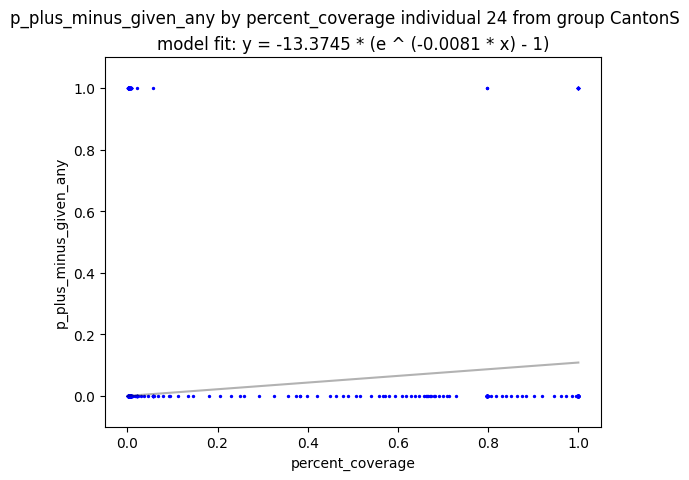 p_plus_minus_given_any by percent_coverage individual 24 from group CantonS
model fit: y = -13.3745 * (e ^ (-0.0081 * x) - 1)
1.0
0.8
0.6
0.4
0.2
0.0
p_plus_minus_given_any
0.0 0.2 0.4 0.6 0.8 1.0
percent_coverage